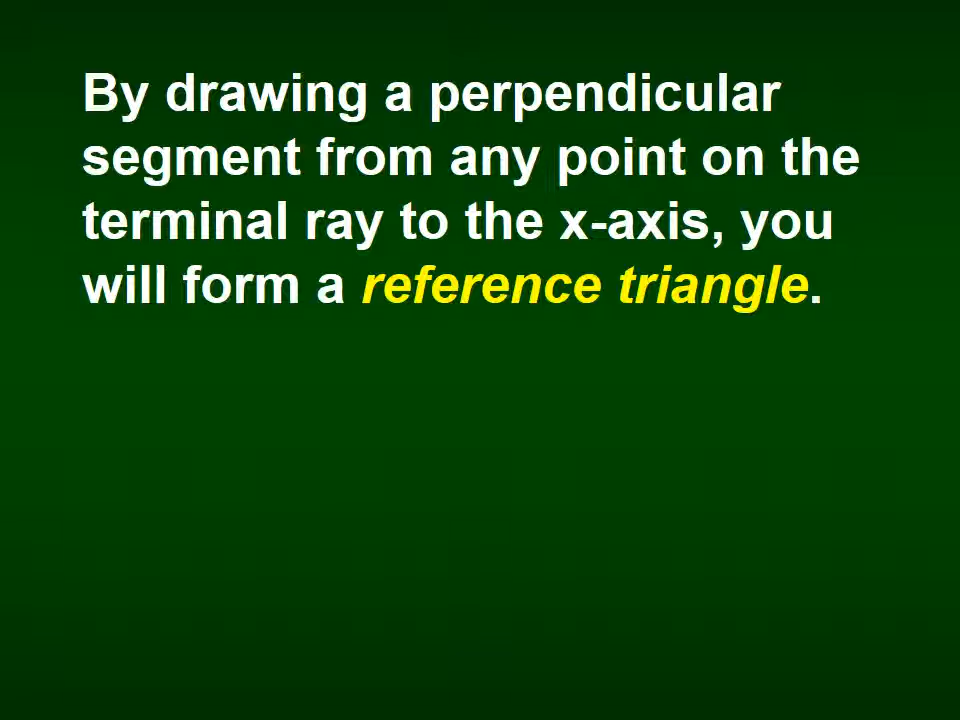 By drawing a perpendicular
segment from any point on the
terminal ray to the x-axis, you
will form a reference triangle.